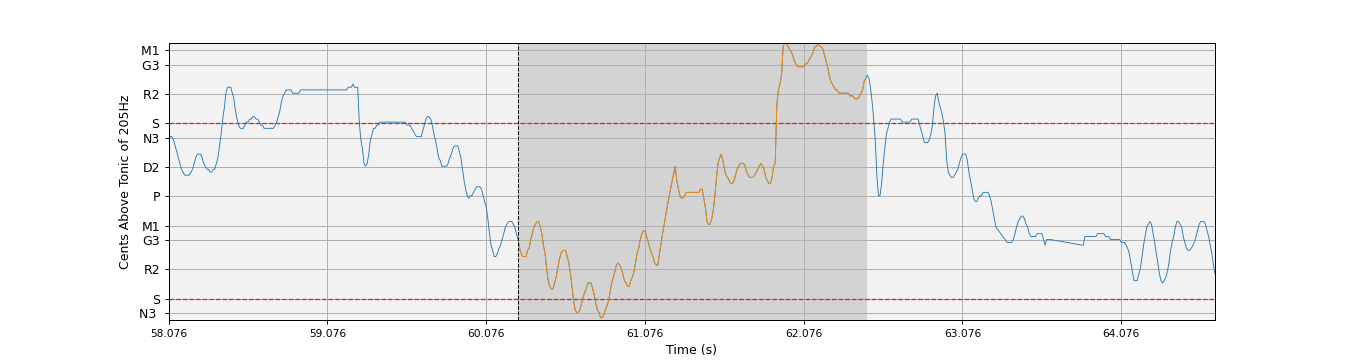 M1
G3
R2
S
N3
D2
P
M1
G3
R2
S
N3
Cents Above Tonic of 205Hz
58.076 59.076 60.076 61.076 62.076 63.076 64.076
Time (s)